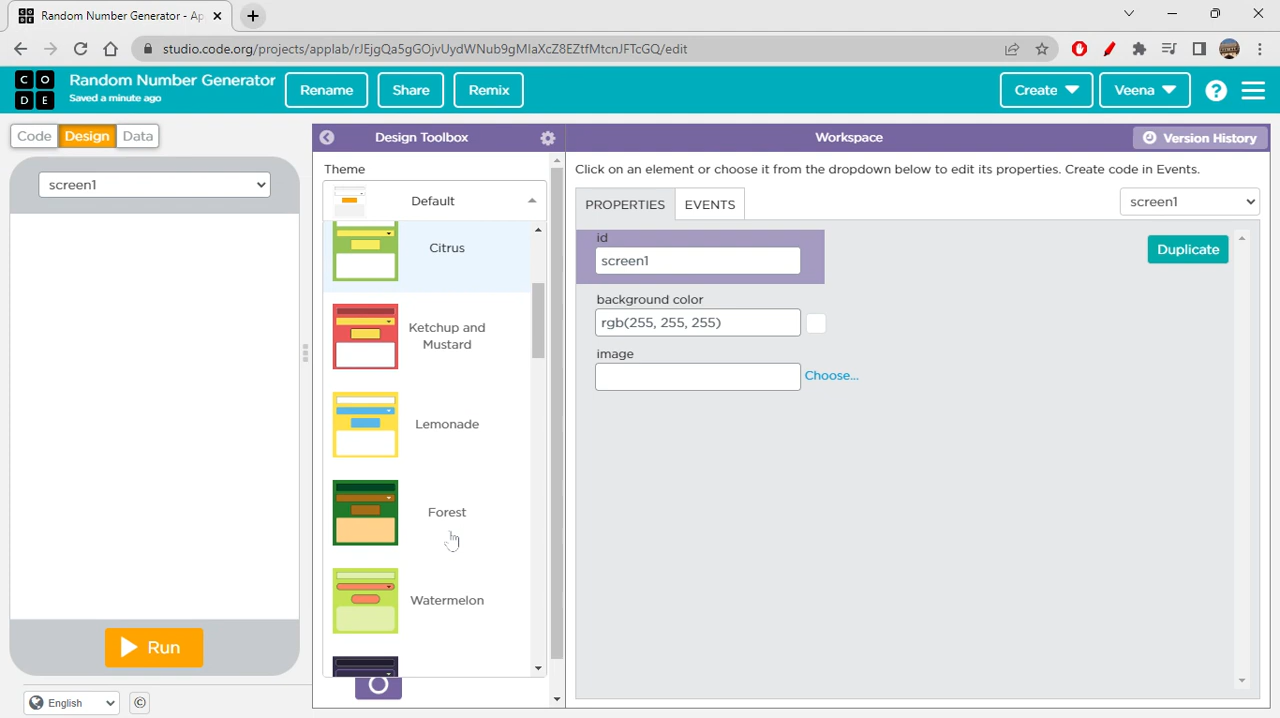 Random Number Generator - Ap
studio.code.org/projects/applab/rJEjgQa5gGOjvUydWNub9gMIaXcZ8EZtfMtcnJFTcGQ/edit
C O D E
Random Number Generator
Saved a minute ago
Rename
Share
Remix
Create
Veena
?
Code
Design
Data
Design Toolbox
Workspace
Version History
screen1
Theme
Default
Citrus
Ketchup and
Mustard
Lemonade
Forest
Watermelon
Click on an element or choose it from the dropdown below to edit its properties. Create code in Events.
PROPERTIES
EVENTS
screen1
id
screen1
Duplicate
background color
rgb(255, 255, 255)
image
Choose...
Run
English
©